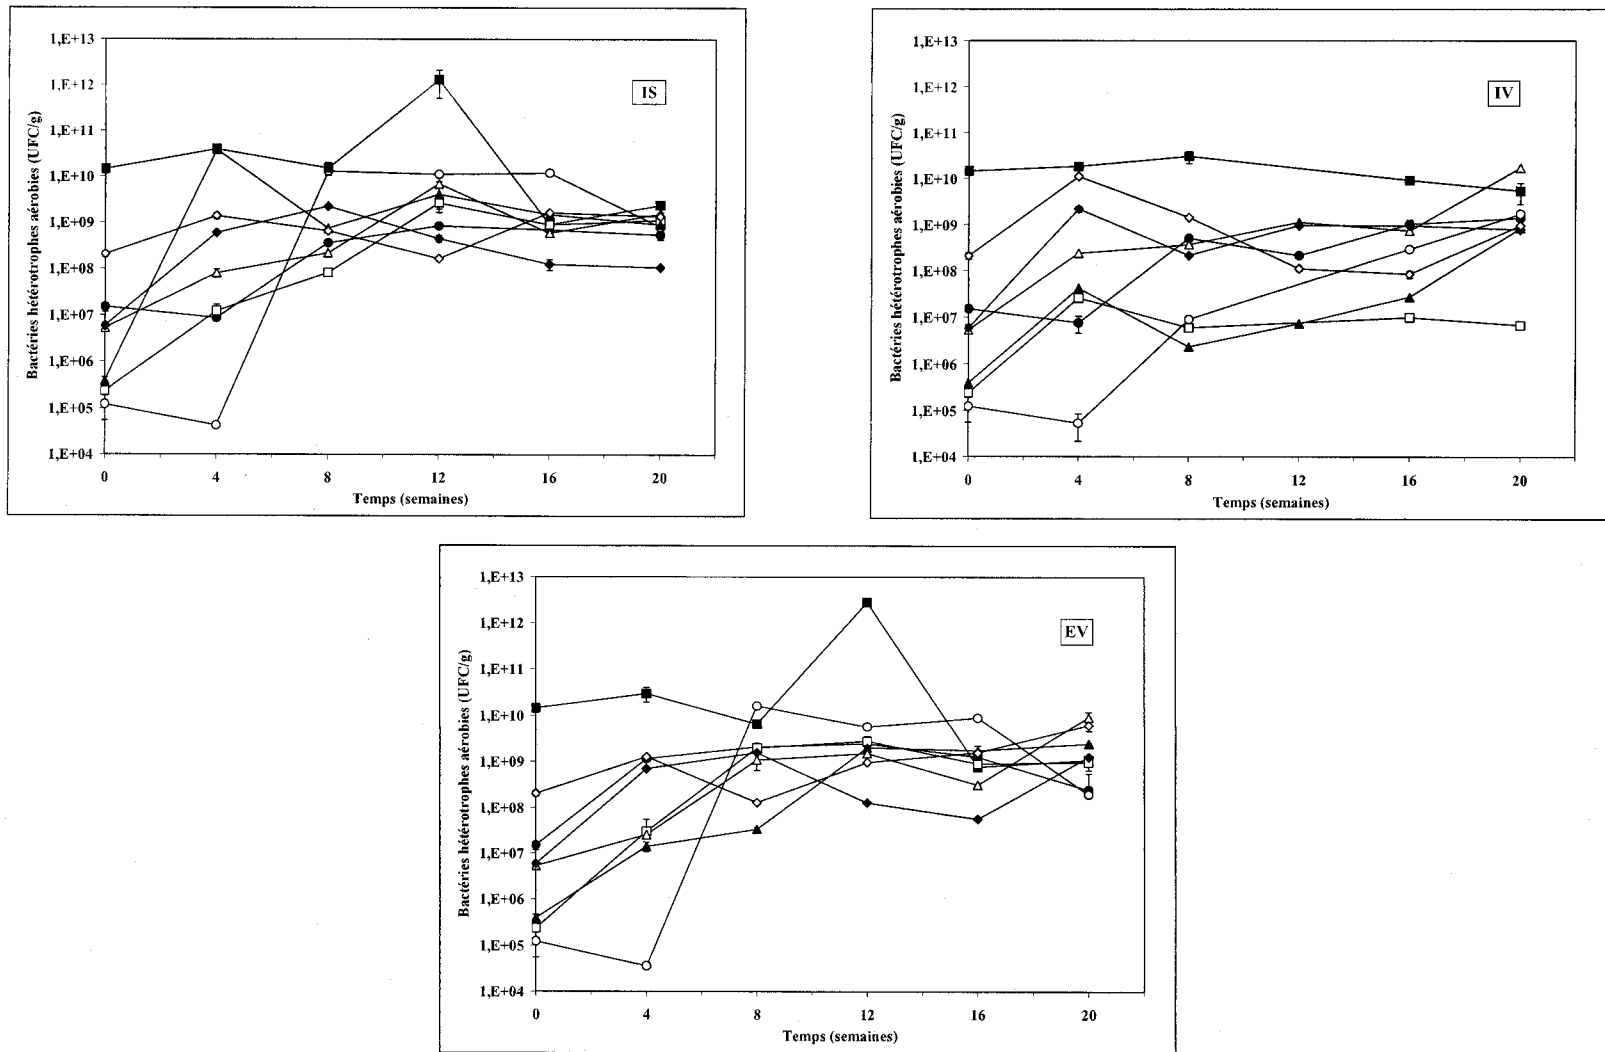 IS
Bactéries hétérotrophes aérobies (UFC/g)
1,E+13
1,E+12
1,E+11
1,E+10
1,E+09
1,E+08
1,E+07
1,E+06
1,E+05
1,E+04
0 4 8 12 16 20
Temps (semaines)
IV
Bactéries hétérotrophes aérobies (UFC/g)
1,E+13
1,E+12
1,E+11
1,E+10
1,E+09
1,E+08
1,E+07
1,E+06
1,E+05
1,E+04
0 4 8 12 16 20
Temps (semaines)
EV
Bactéries hétérotrophes aérobies (UFC/g)
1,E+13
1,E+12
1,E+11
1,E+10
1,E+09
1,E+08
1,E+07
1,E+06
1,E+05
1,E+04
0 4 8 12 16 20
Temps (semaines)